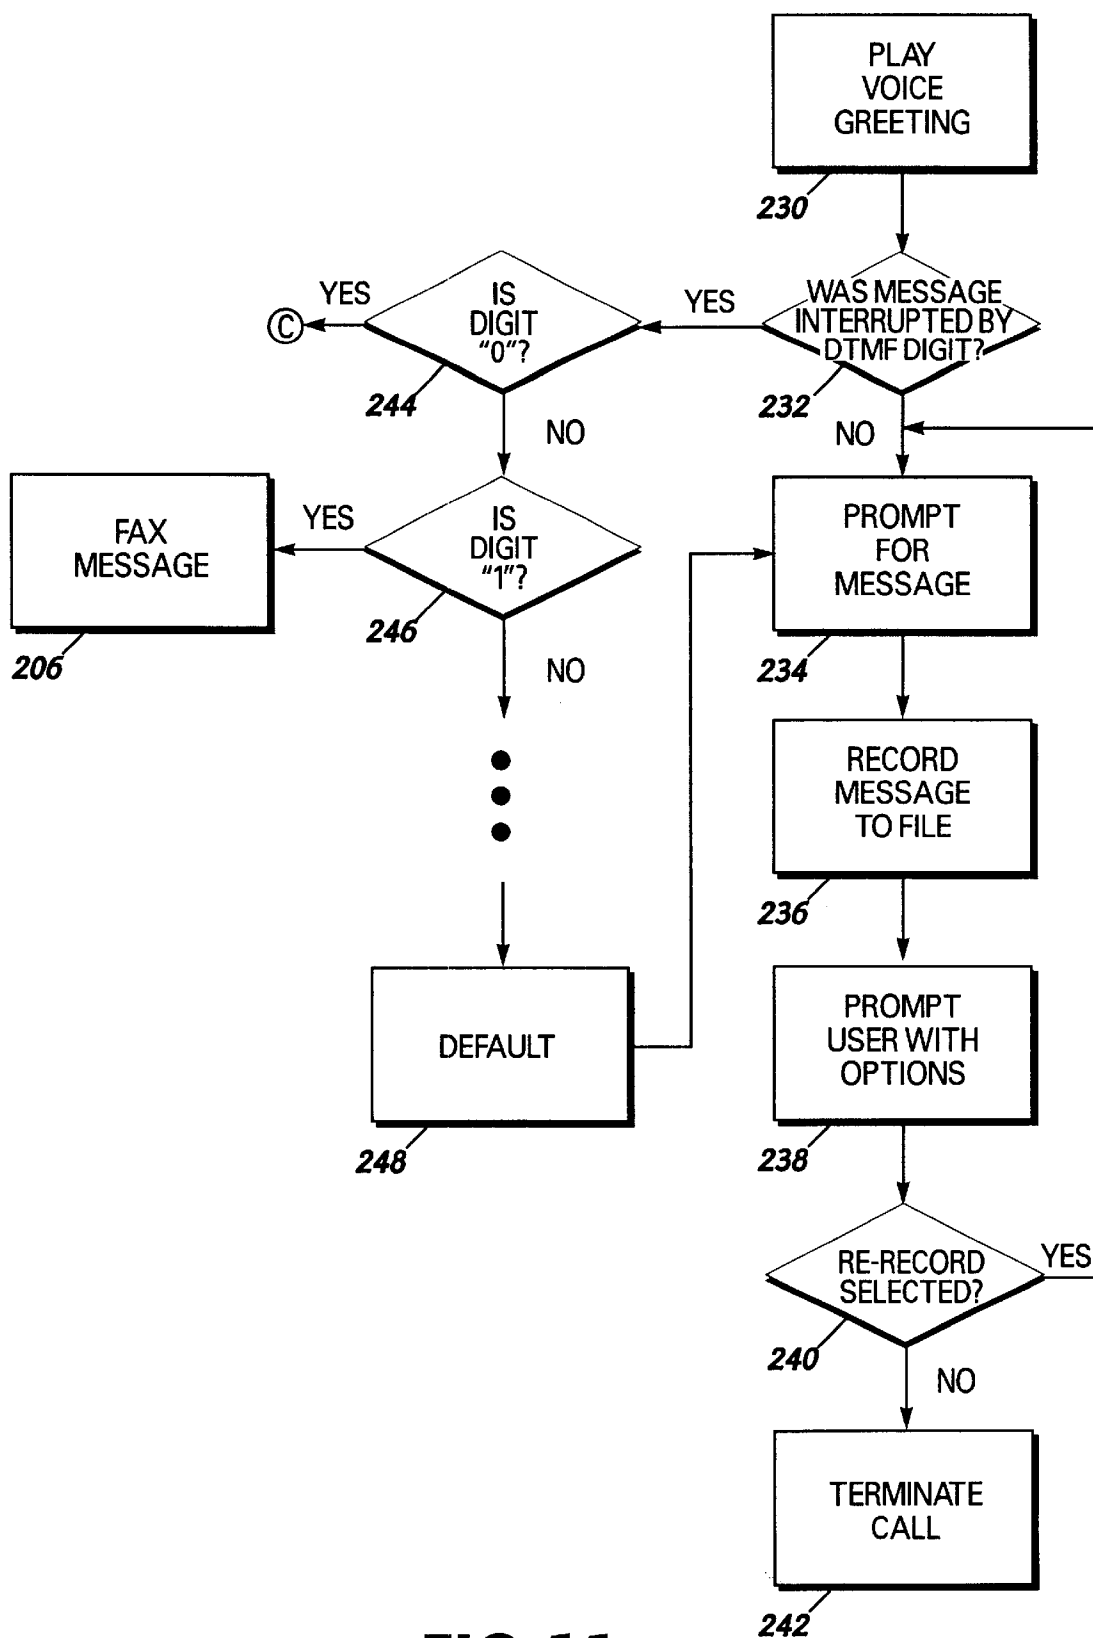 PLAY
VOICE
GREETING
230
WAS MESSAGE
INTERRUPTED BY
DTMF DIGIT?
232
YES
NO
IS
DIGIT
“0”?
244
YES
C
NO
IS
DIGIT
“1”?
246
YES
FAX
MESSAGE
206
NO
DEFAULT
248
PROMPT
FOR
MESSAGE
234
RECORD
MESSAGE
TO FILE
236
PROMPT
USER WITH
OPTIONS
238
RE-RECORD
SELECTED?
240
YES
NO
TERMINATE
CALL
242